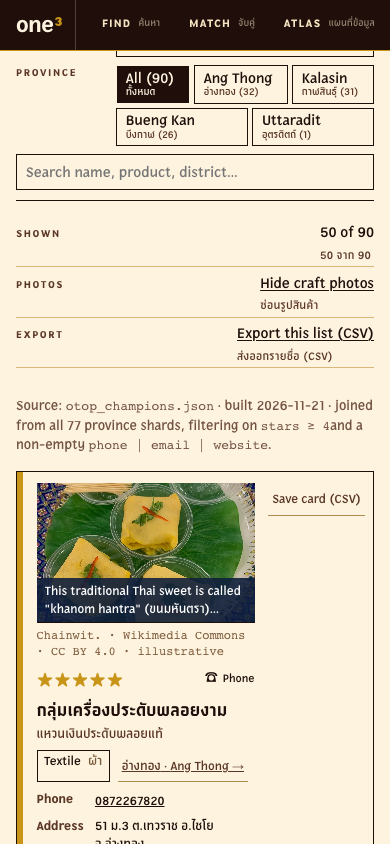 one³ FIND ค้นหา MATCH จับคู่ ATLAS แผนที่ข้อมูล
PROVINCE
All (90) Ang Thong Kalasin
ทั้งหมด อ่างทอง (32) กาฬสินธุ์ (31)
Bueng Kan Uttaradit
บึงกาฬ (26) อุตรดิตถ์ (1)
Search name, product, district...
SHOWN 50 of 90
50 จาก 90
PHOTOS Hide craft photos
ซ่อนรูปสินค้า
EXPORT Export this list (CSV)
ส่งออกรายชื่อ (CSV)
Source: otop_champions.json · built 2026-11-21 · joined
from all 77 province shards, filtering on stars ≥ 4and a
non-empty phone | email | website.
Save card (CSV)
This traditional Thai sweet is called
"khanom hantra" (ขนมหันตรา)...
Chainwit. · Wikimedia Commons
· CC BY 4.0 · illustrative
★★★★★ ☎ Phone
กลุ่มเครื่องประดับพลอยงาม
แหวนเงินประดับพลอยแท้
Textile ผ้า อ่างทอง · Ang Thong →
Phone 0872267820
Address 51 ม.3 ต.เทวราช อ.ไชโย
จ.อ่างทอง